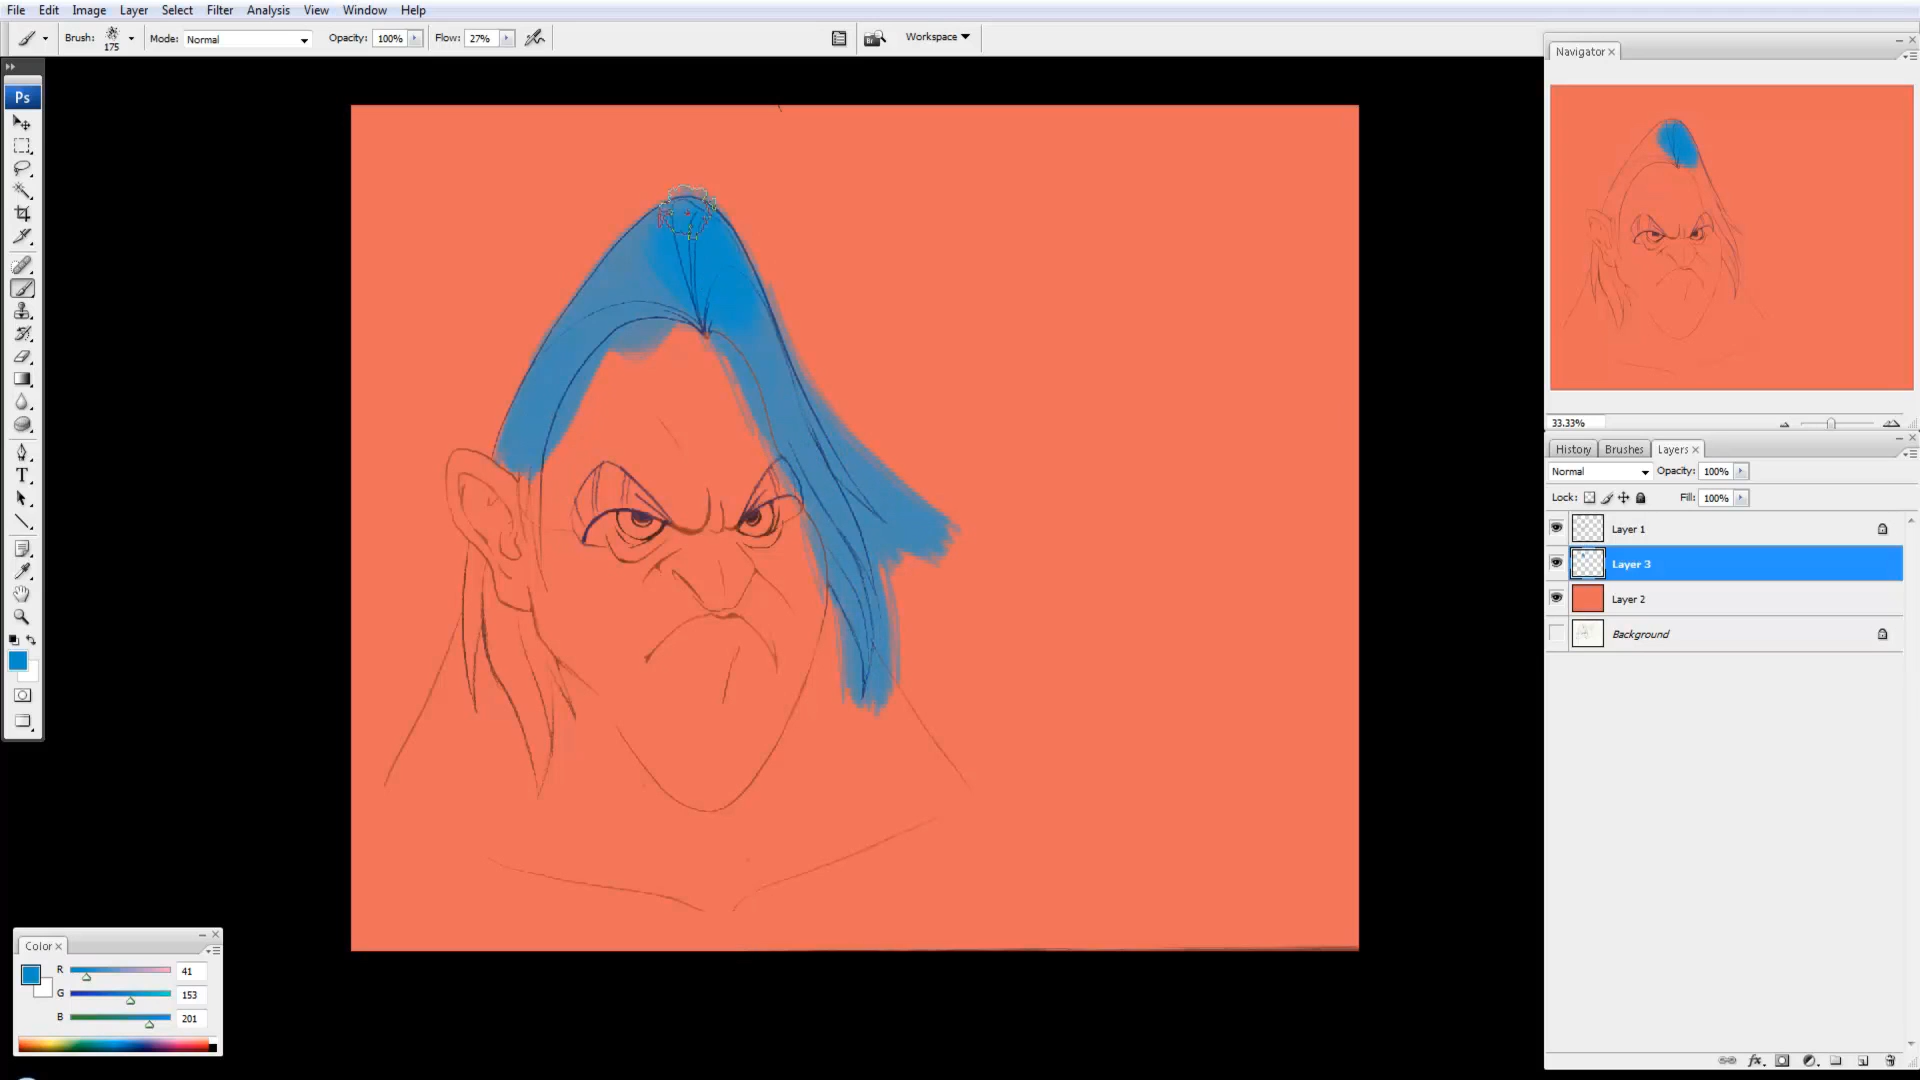 File Edit Image Layer Select Filter Analysis View Window Help
Brush: 175 Mode: Normal Opacity: 100% Flow: 27% Workspace
Ps
T
Navigator
33.33%
History Brushes Layers
Normal Opacity: 100%
Lock: Fill: 100%
Layer 1
Layer 3
Layer 2
Background
fx
Color
R 41
G 153
B 201